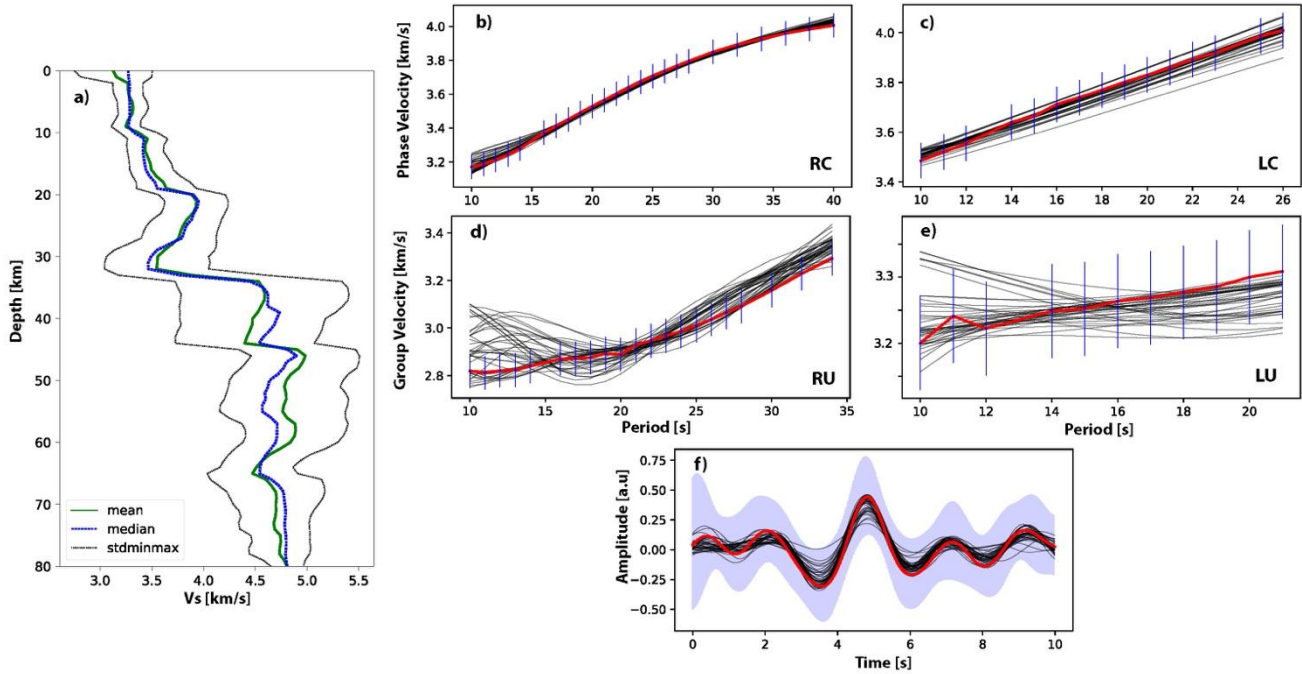 a)
0
10
20
30
40
50
60
70
80
Depth [km]
mean
median
stdminmax
3.0 3.5 4.0 4.5 5.0 5.5
Vs [km/s]
b)
4.0
3.8
3.6
3.4
3.2
Phase Velocity [km/s]
RC
10 15 20 25 30 35 40
c)
4.0
3.8
3.6
3.4
LC
10 12 14 16 18 20 22 24 26
d)
3.4
3.2
3.0
2.8
Group Velocity [km/s]
RU
10 15 20 25 30 35
Period [s]
e)
3.3
3.2
LU
10 12 14 16 18 20
Period [s]
f)
0.75
0.50
0.25
0.00
−0.25
−0.50
Amplitude [a.u]
0 2 4 6 8 10
Time [s]